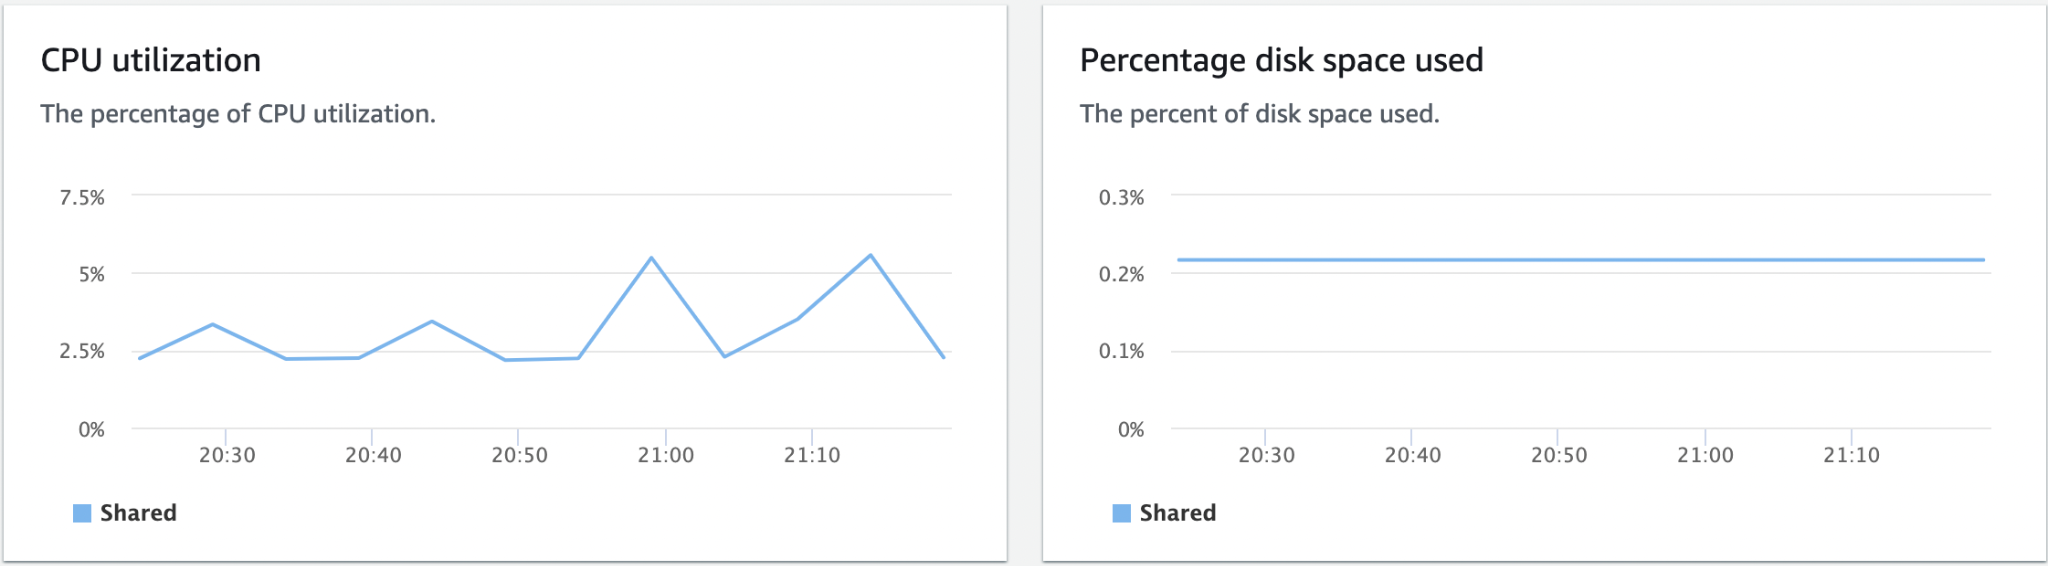 CPU utilization
The percentage of CPU utilization.
7.5%
5%
2.5%
0%
20:30 20:40 20:50 21:00 21:10
Shared
Percentage disk space used
The percent of disk space used.
0.3%
0.2%
0.1%
0%
20:30 20:40 20:50 21:00 21:10
Shared